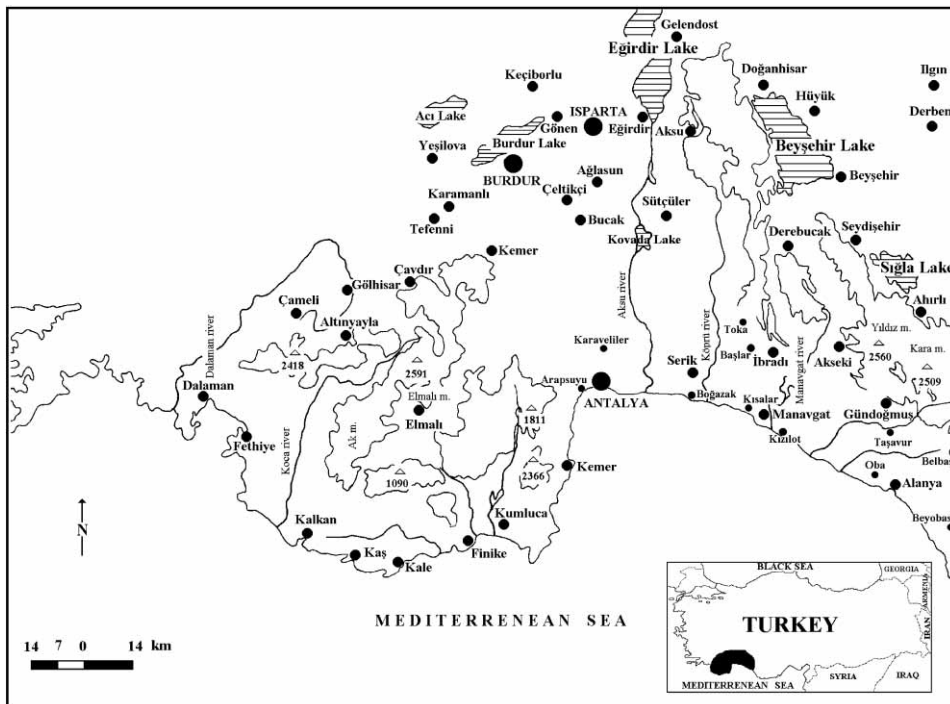 Gelendost
Eğirdir Lake
Doğanhisar
Ilgın
Keçiborlu
Hüyük
Acı Lake
ISPARTA
Gönen
Eğirdir
Aksu
Derben
Burdur Lake
Yeşilova
BURDUR
Beyşehir Lake
Beyşehir
Ağlasun
Çeltikçi
Karamanlı
Tefenni
Bucak
Sütçüler
Kovada Lake
Derebucak
Seydişehir
Kemer
Sığla Lake
Çavdır
Gölhisar
Ahırlı
Çameli
Altınyayla
Dalaman river
Aksu river
Köprü river
Toka
Manavgat river
Yıldız m.
Kara m.
Karaveliler
Başlar
İbradı
Akseki
2560
2418
2591
2509
Serik
Dalaman
Elmalı m.
Elmalı
Arapsuyu
ANTALYA
Boğazak
Kısalar
Manavgat
Gündoğmuş
1811
Kızılot
Taşavur
Fethiye
Koca river
Ak m.
Belbaş
Kemer
2366
1090
Oba
Alanya
N
Kalkan
Kumluca
Beyobaş
Kaş
Kale
Finike
MEDITERRENEAN SEA
14 7 0 14 km
BLACK SEA
GEORGIA
ARMENIA
TURKEY
IRAN
SYRIA
IRAQ
MEDITERRENEAN SEA